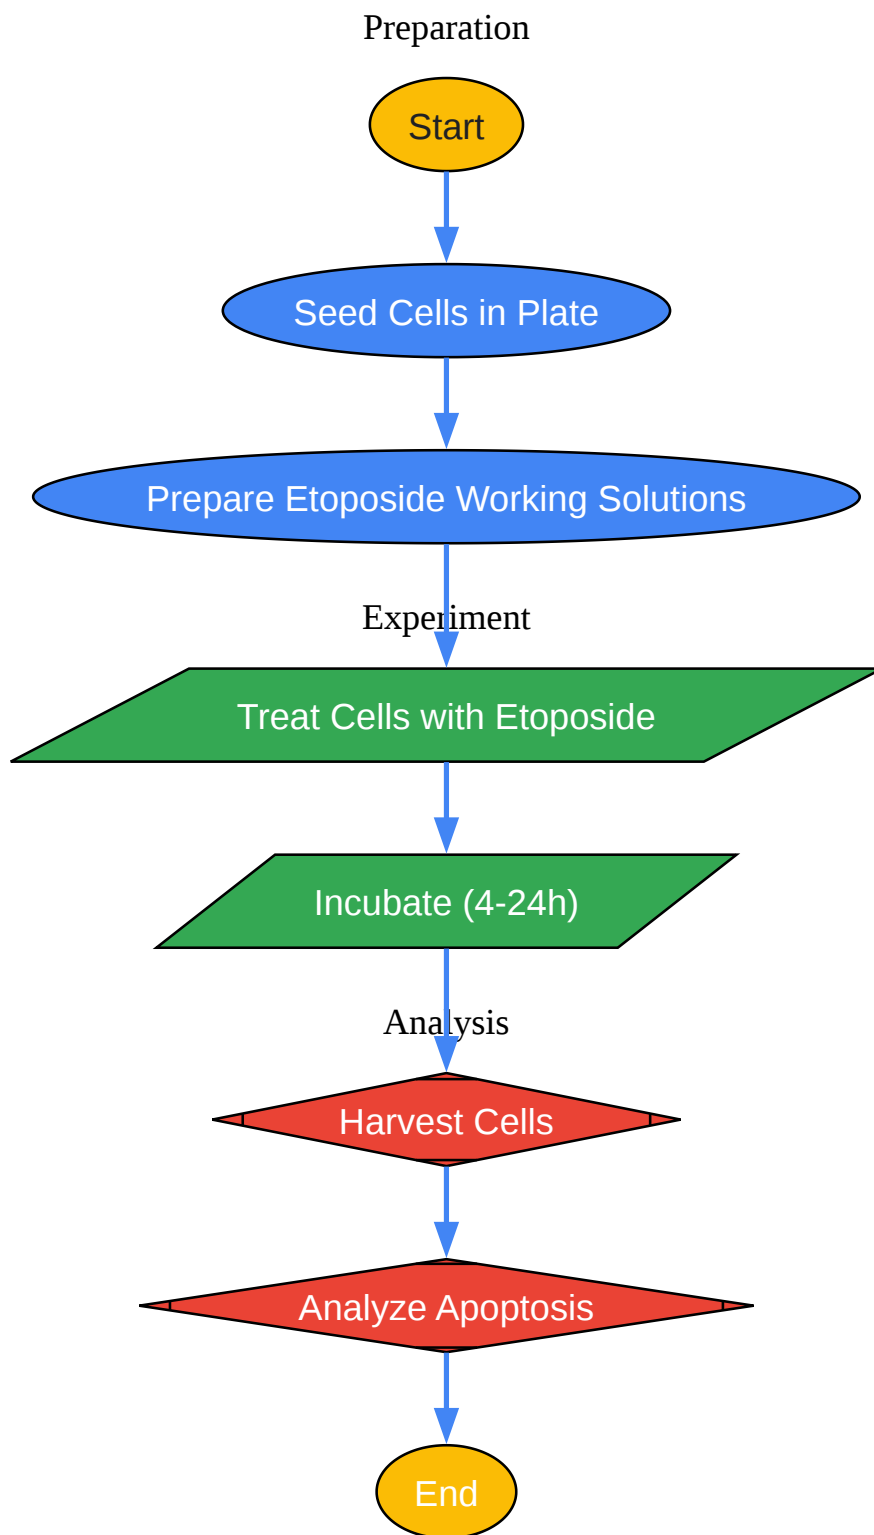 Preparation
Start
Seed Cells in Plate
Prepare Etoposide Working Solutions
Experiment
Treat Cells with Etoposide
Incubate (4-24h)
Analysis
Harvest Cells
Analyze Apoptosis
End